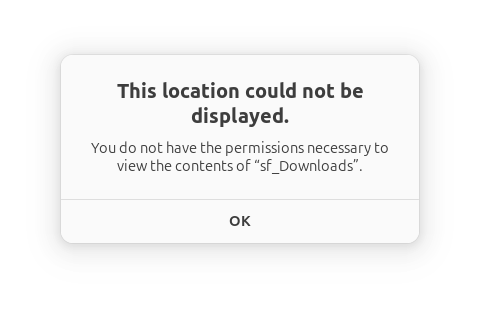 This location could not be
displayed.
You do not have the permissions necessary to
view the contents of “sf_Downloads”.
OK